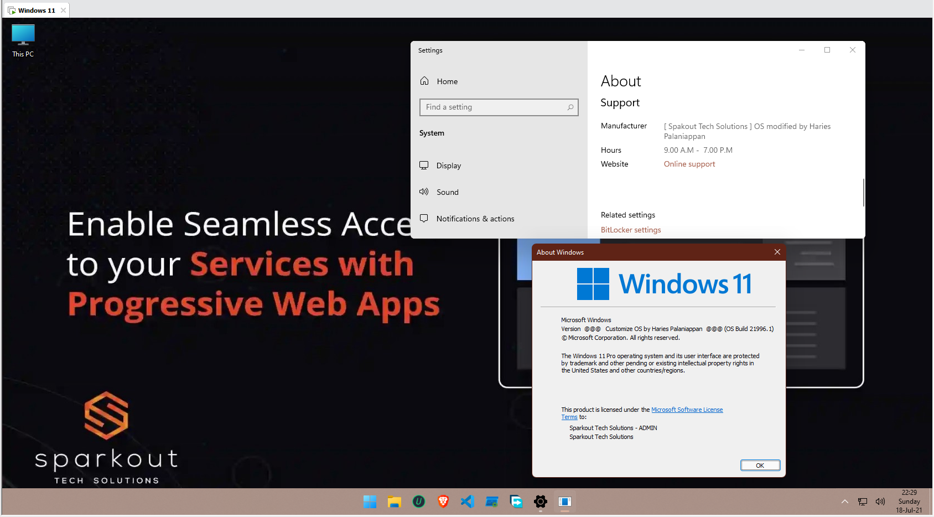 Windows 11
This PC
Enable Seamless Acce
to your Services with
Progressive Web Apps
sparkout
TECH SOLUTIONS
Settings
Home
Find a setting
System
Display
Sound
Notifications & actions
About
Support
Manufacturer [ Spakout Tech Solutions ] OS modified by Haries
Palaniappan
Hours 9.00 A.M - 7.00 P.M
Website Online support
Related settings
BitLocker settings
About Windows
Windows 11
Microsoft Windows
Version @@@ Customize OS by Haries Palaniappan @@@ (OS Build 21996.1)
© Microsoft Corporation. All rights reserved.
The Windows 11 Pro operating system and its user interface are protected
by trademark and other pending or existing intellectual property rights in
the United States and other countries/regions.
This product is licensed under the Microsoft Software License
Terms to:
Sparkout Tech Solutions - ADMIN
Sparkout Tech Solutions
OK
22:29
Sunday
18-Jul-21